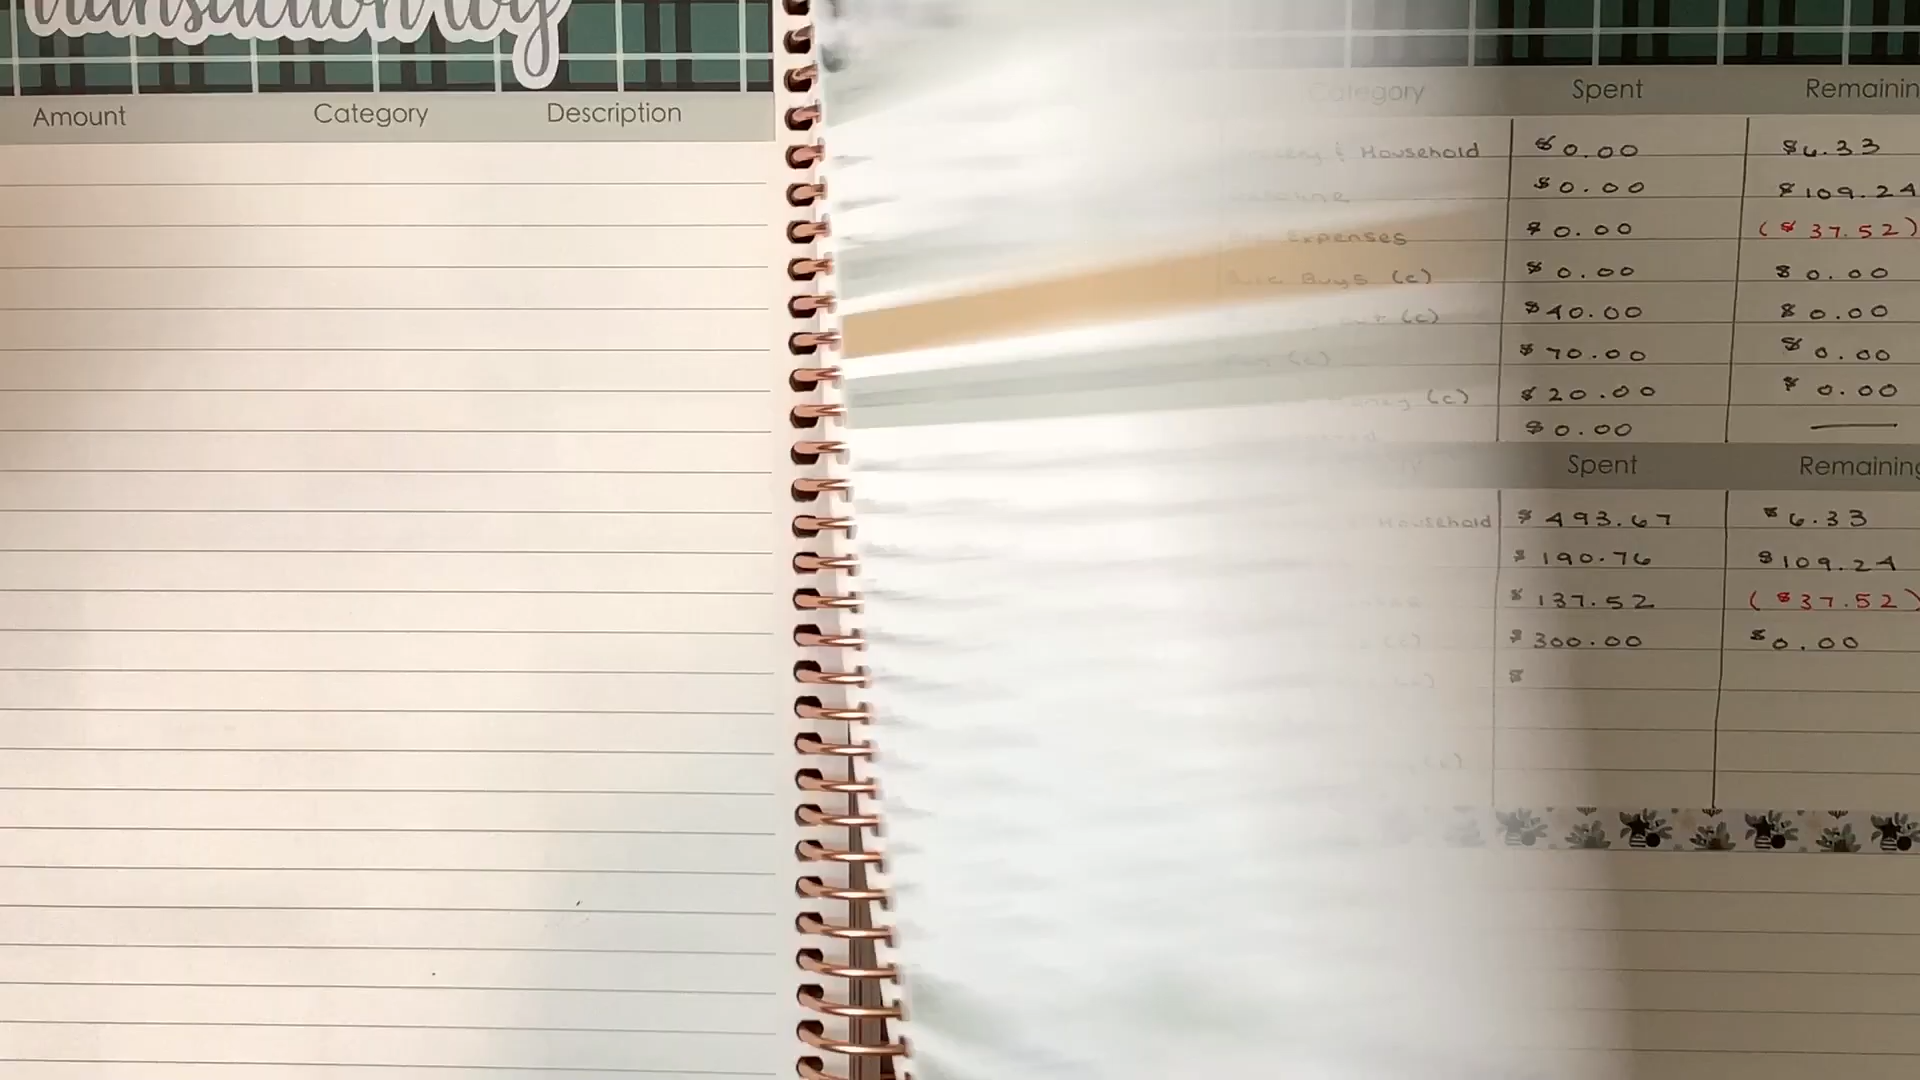 transaction log
Amount Category Description
Category Spent Remainin
& Household $0.00 $6.33
$0.00 $109.24
Expenses $0.00 ($37.52)
Buys (c) $0.00 $0.00
(c) $40.00 $0.00
(c) $70.00 $0.00
(c) $20.00 $0.00
$0.00 —
Spent Remaining
Household $493.67 $6.33
$190.76 $109.24
$137.52 ($37.52)
(c) $300.00 $0.00
$
(c)